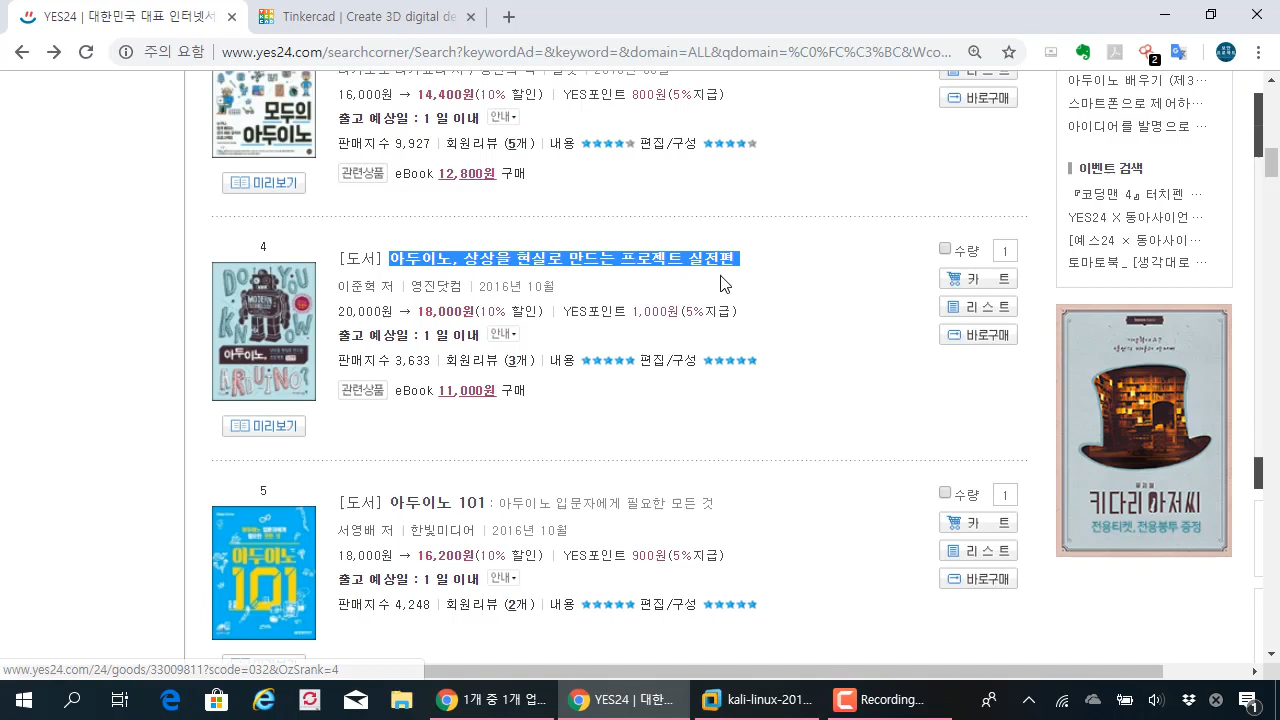 YES24 | 대한민국 대표 인터넷서
Tinkercad | Create 3D digital de
주의 요함
www.yes24.com/searchcorner/Search?keywordAd=&keyword=&domain=ALL&qdomain=%C0%FC%C3%BC&Wco...
2
모두의
아두이노
16,000원 → 14,400원(10% 할인) | YES포인트 800원(5%지급)
출고 예상일 : 1 일 이내 안내
판매지수 3,927 | 회원리뷰 (5개) | 내용 ★★★★★ 편집/구성 ★★★★★
관련상품 eBook 12,800원 구매
미리보기
리 스 트
바로구매
4
DO YOU
KNOW
MODERN
아두이노,
ARDUINO?
[도서] 아두이노, 상상을 현실로 만드는 프로젝트 실전편
이준혁 저 | 영진닷컴 | 2016년 10월
20,000원 → 18,000원(10% 할인) | YES포인트 1,000원(5%지급)
출고 예상일 : 1 일 이내 안내
판매지수 3,633 | 회원리뷰 (3개) | 내용 ★★★★★ 편집/구성 ★★★★★
관련상품 eBook 11,000원 구매
미리보기
수량 1
카 트
리 스 트
바로구매
5
아두이노
101
[도서] 아두이노 101 : 아두이노 입문자에게 필요한 모든 것
서영배 저 | 한빛미디어 | 2016년 10월
18,000원 → 16,200원(10% 할인) | YES포인트 900원(5%지급)
출고 예상일 : 1 일 이내 안내
판매지수 4,248 | 회원리뷰 (2개) | 내용 ★★★★★ 편집/구성 ★★★★★
수량 1
카 트
리 스 트
바로구매
아두이노 배우기 (제3...
스마트폰으로 제어하...
이벤트 검색
『코딩맨 4』 터치펜 ...
YES24 X 동아사이언 ...
[예스24 × 동아사이...
토마토북_ [생각대로 ...
뮤지컬
키다리 아저씨
전용티켓, 전용봉투 증정
www.yes24.com/24/goods/33009811?scode=032&OzSrank=4
1개 중 1개 업...
YES24 | 대한...
kali-linux-201...
Recording...
1